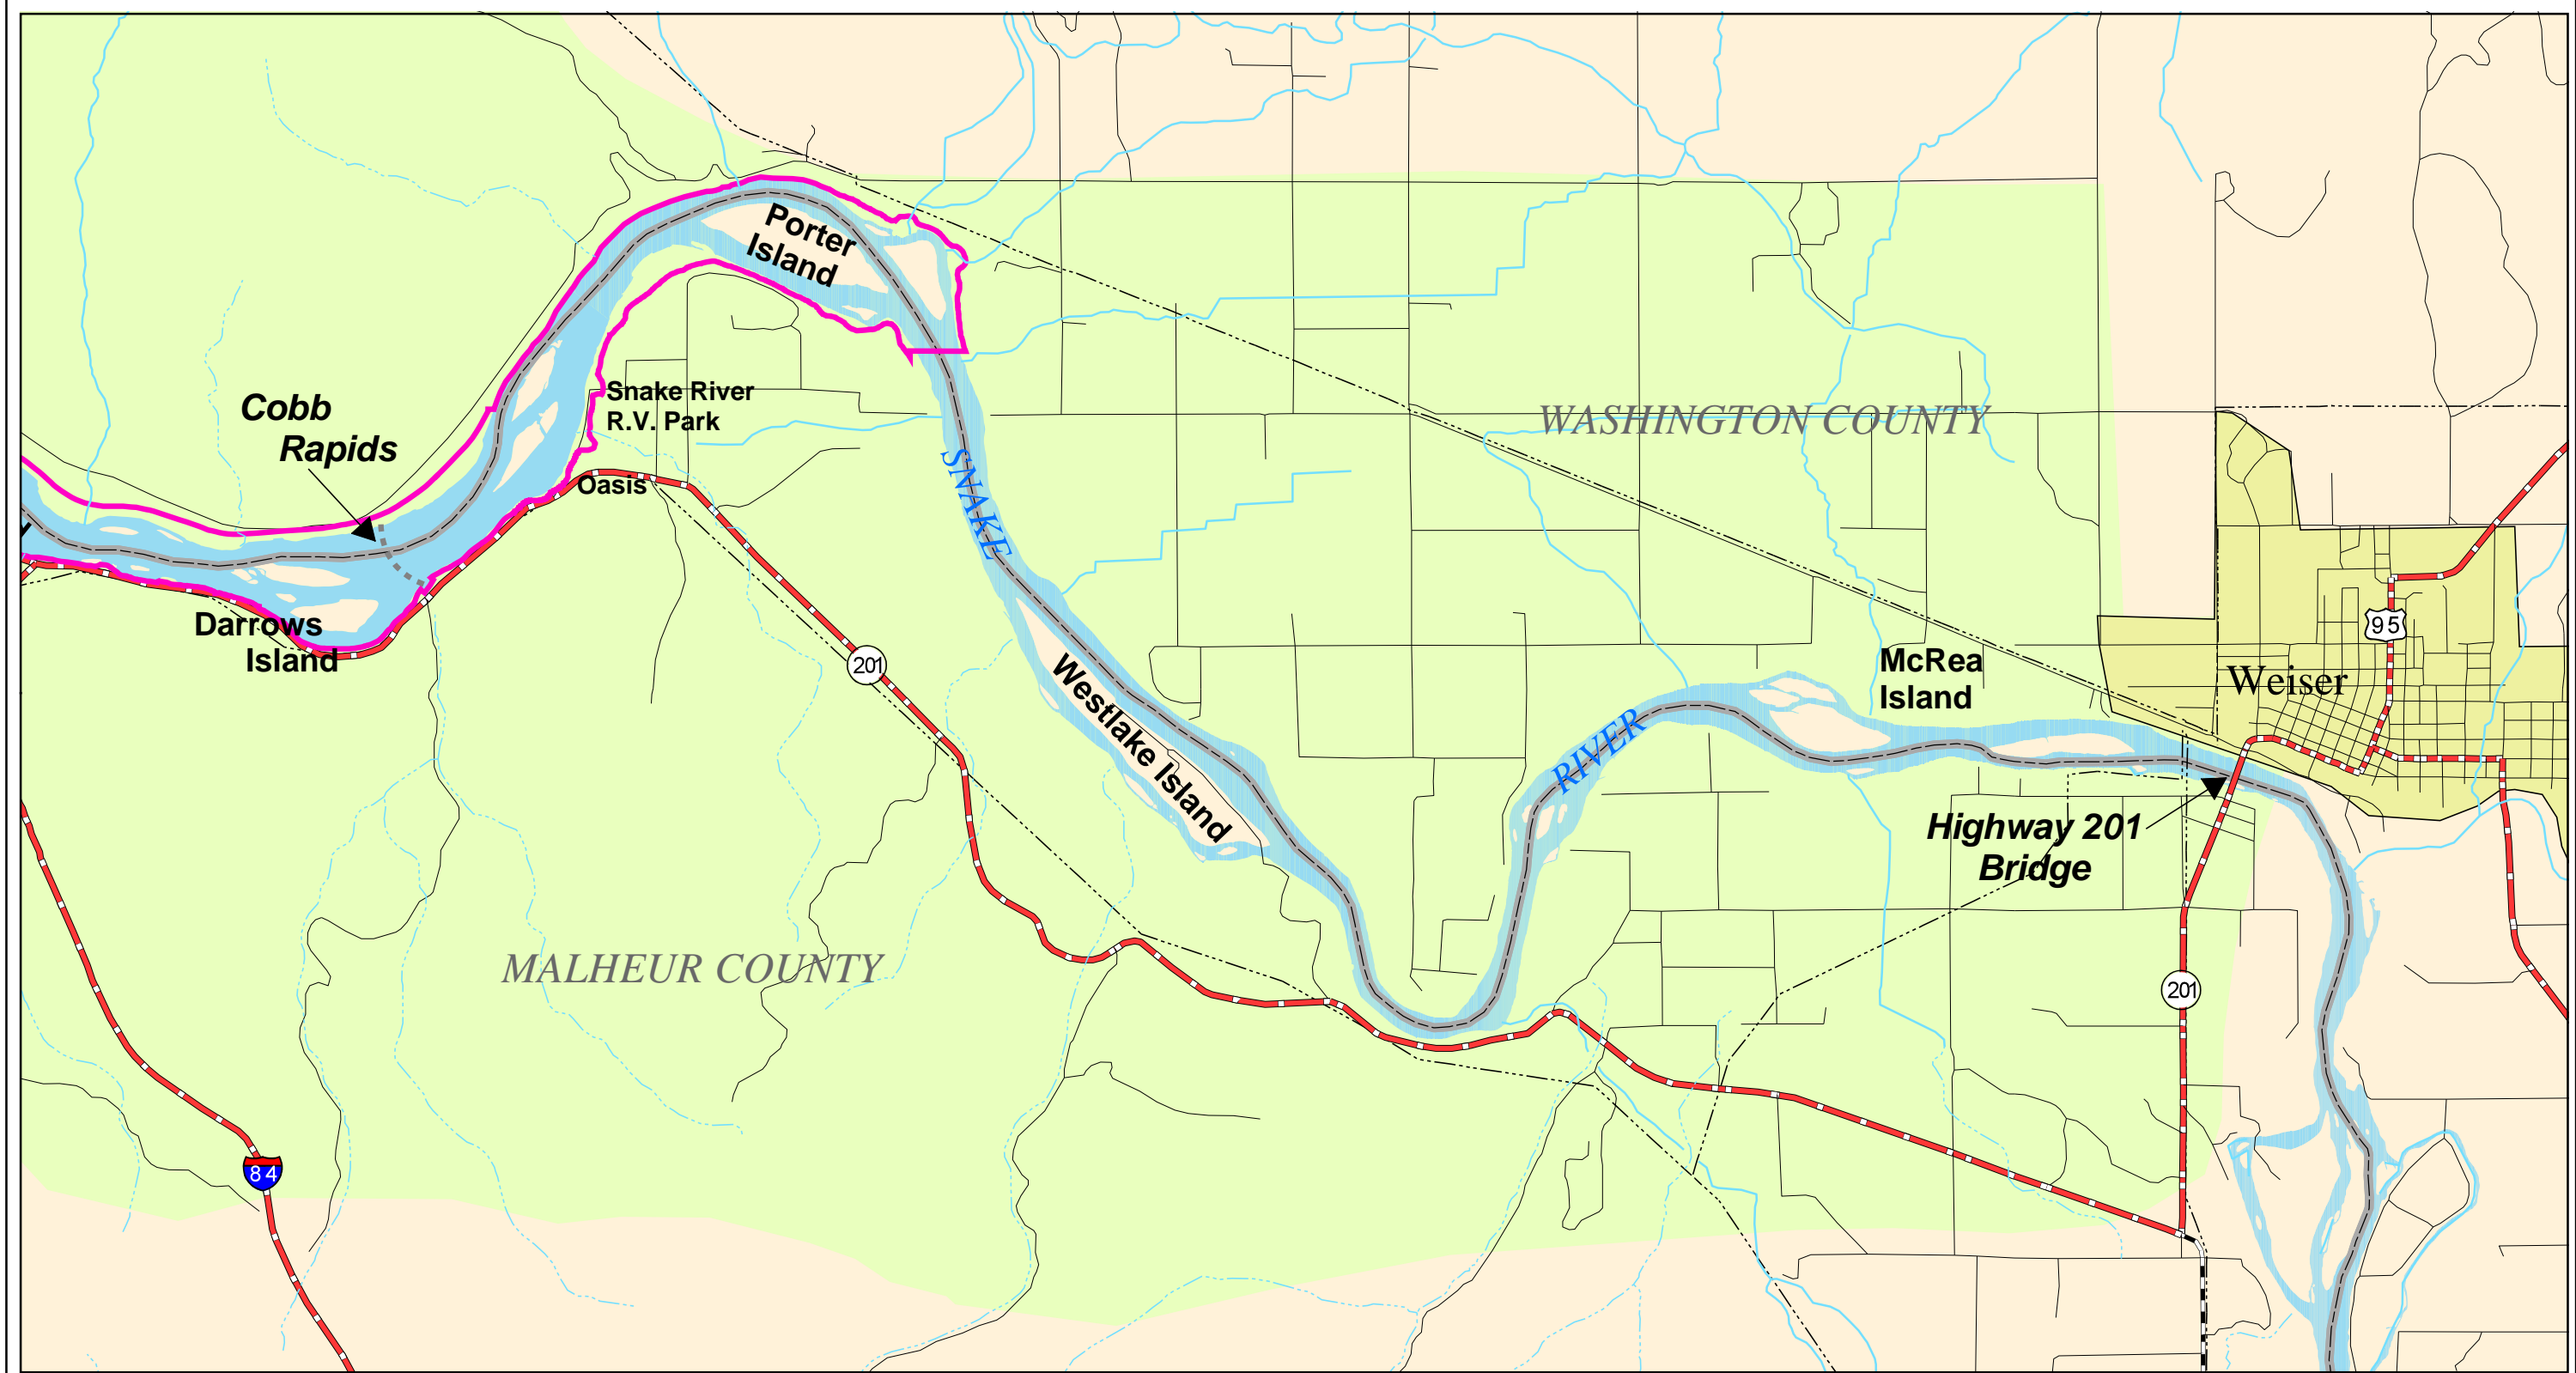 Porter
Island
Cobb
Rapids
Snake River
R.V. Park
Oasis
WASHINGTON COUNTY
SNAKE
Darrows
Island
201
Westlake Island
RIVER
McRea
Island
95
Weiser
Highway 201
Bridge
MALHEUR COUNTY
201
84